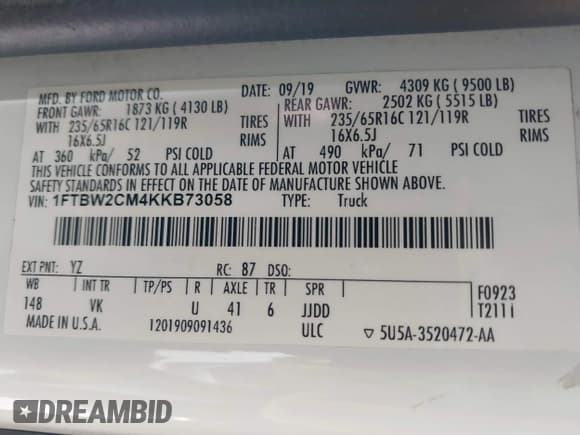 MFD. BY FORD MOTOR CO. DATE: 09/19 GVWR: 4309 KG ( 9500 LB)
FRONT GAWR: 1873 KG ( 4130 LB) REAR GAWR: 2502 KG ( 5515 LB)
WITH 235/65R16C 121/119R TIRES WITH 235/65R16C 121/119R TIRES
16X6.5J RIMS 16X6.5J RIMS
AT 360 kPa/ 52 PSI COLD AT 490 kPa/ 71 PSI COLD
THIS VEHICLE CONFORMS TO ALL APPLICABLE FEDERAL MOTOR VEHICLE
SAFETY STANDARDS IN EFFECT ON THE DATE OF MANUFACTURE SHOWN ABOVE.
VIN: 1FTBW2CM4KKB73058 TYPE: Truck
EXT PNT: YZ RC: 87 DSO:
WB INT TR TP/PS R AXLE TR SPR F0923
148 VK U 41 6 JJDD T2111
MADE IN U.S.A. 1201909091436 ULC ▽ 5U5A-3520472-AA
DREAMBID